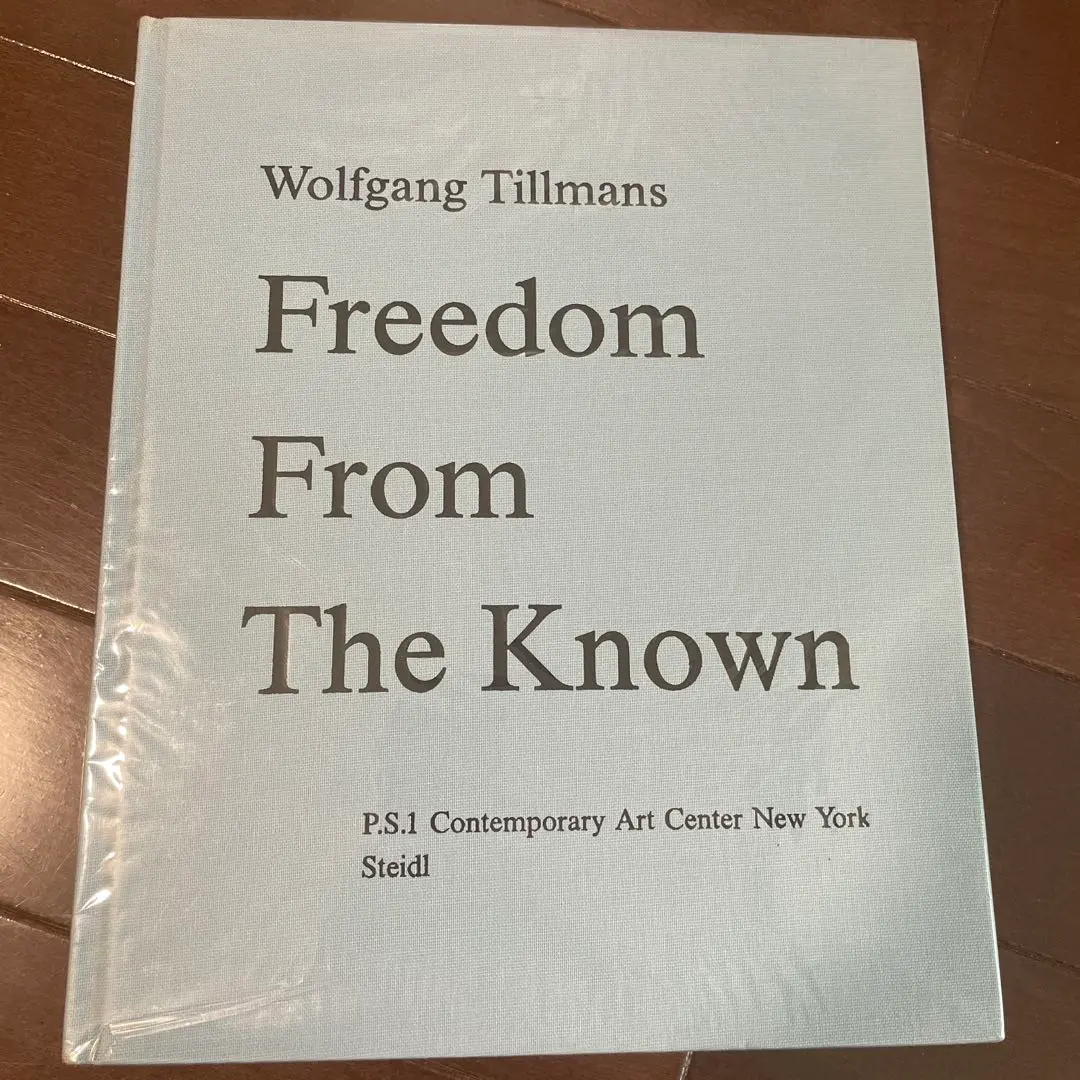 Wolfgang Tillmans
Freedom
From
The Known
P.S.1 Contemporary Art Center New York
Steidl